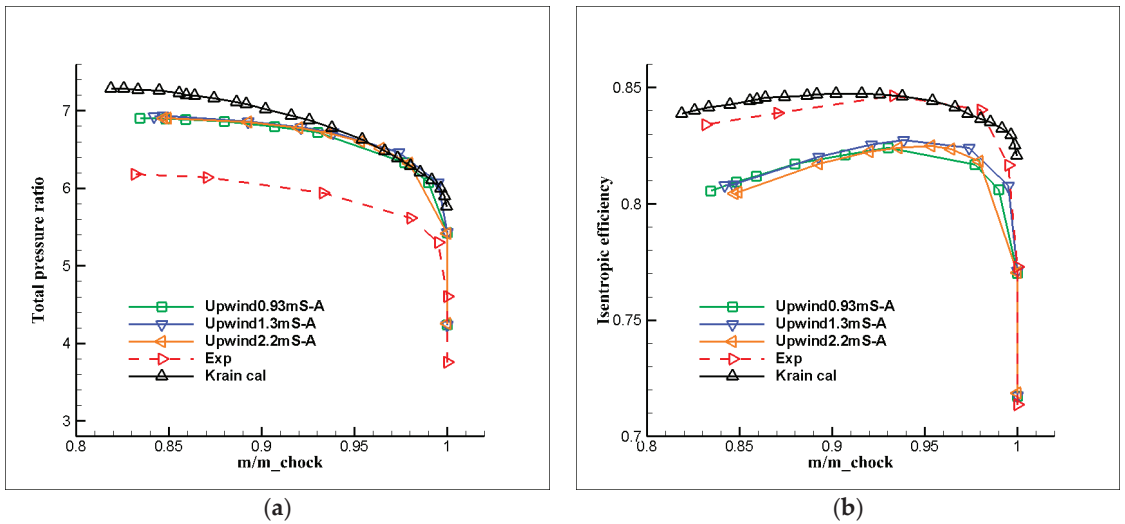 7
6
5
4
3
0.8
0.85
0.9
0.95
1
Total pressure ratio
m/m_chock
Upwind0.93mS-A
Upwind1.3mS-A
Upwind2.2mS-A
Exp
Krain cal
(a)
0.85
0.8
0.75
0.7
0.8
0.85
0.9
0.95
1
Isentropic efficiency
m/m_chock
Upwind0.93mS-A
Upwind1.3mS-A
Upwind2.2mS-A
Exp
Krain cal
(b)